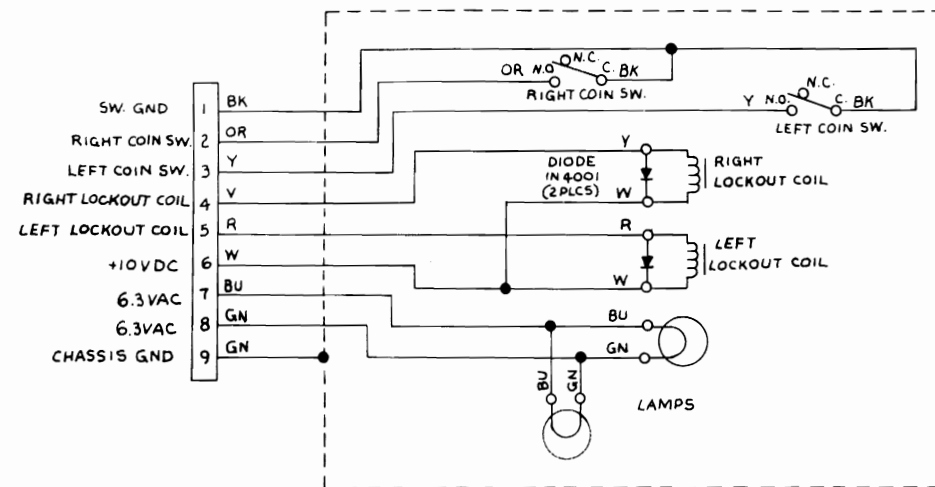 N.C.
OR N.O. C. BK
RIGHT COIN SW.
N.C.
Y N.O. C. BK
LEFT COIN SW.
SW. GND 1 BK
RIGHT COIN SW. 2 OR
LEFT COIN SW. 3 Y
RIGHT LOCKOUT COIL 4 V
LEFT LOCKOUT COIL 5 R
+10VDC 6 W
6.3VAC 7 BU
6.3VAC 8 GN
CHASSIS GND 9 GN
Y
DIODE
IN4001
(2PLCS)
W
RIGHT
LOCKOUT COIL
R
W
LEFT
LOCKOUT COIL
BU
GN
BU GN
LAMPS